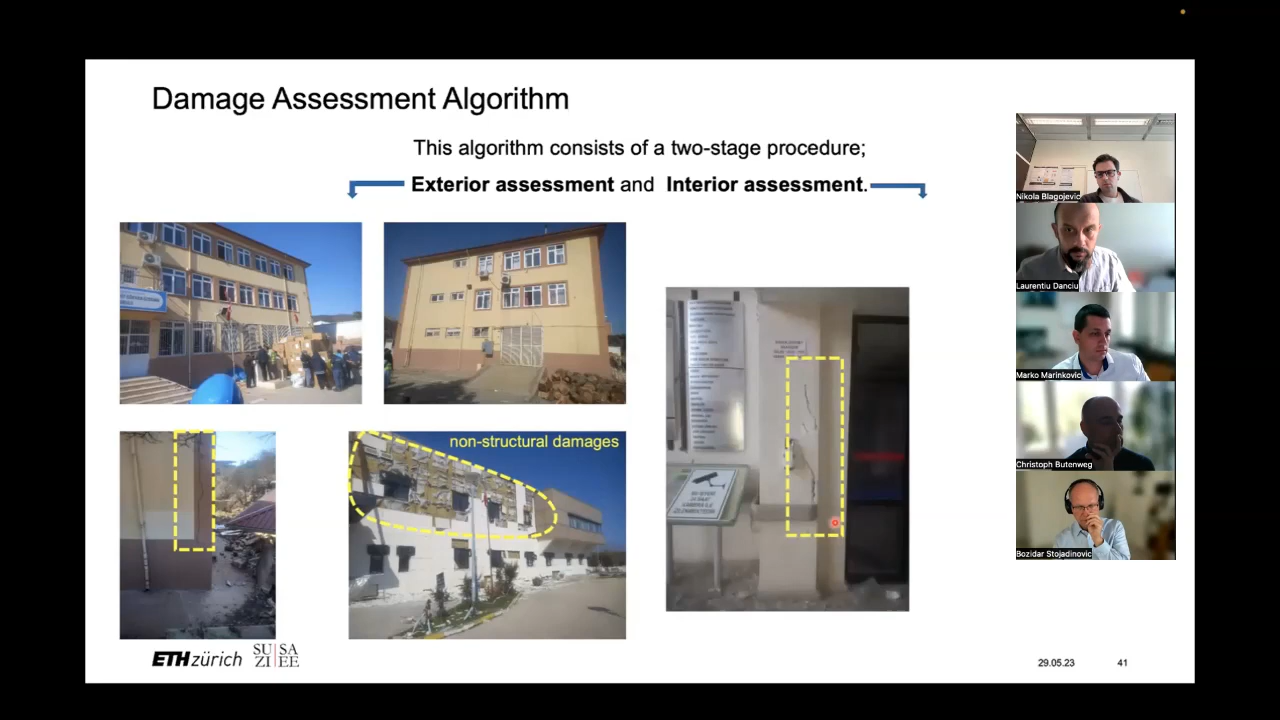 Damage Assessment Algorithm
This algorithm consists of a two-stage procedure;
Exterior assessment and Interior assessment.
non-structural damages
Nikola Blagojevic
Laurentiu Danciu
Marko Marinkovic
Christoph Butenweg
Bozidar Stojadinovic
ETH zürich
SU SA
ZI EE
29.05.23
41